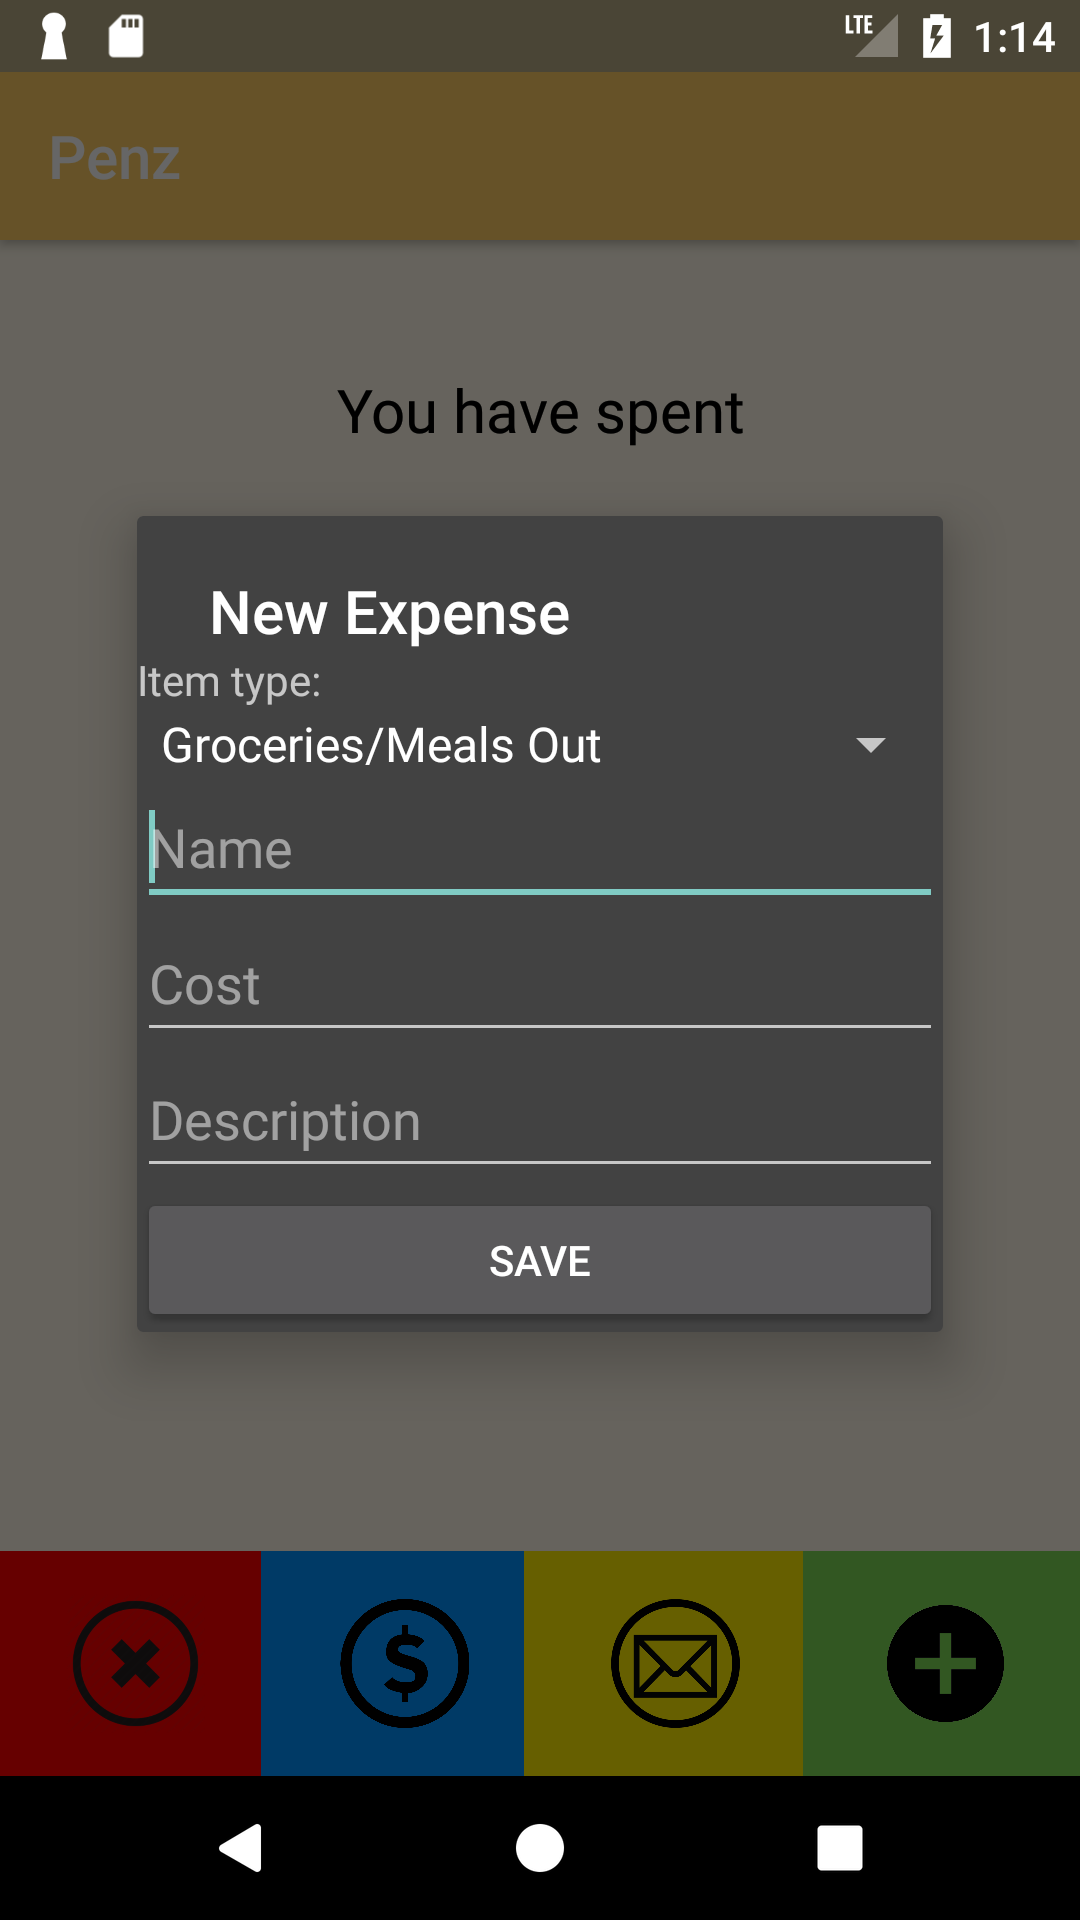 LTE 1:14
Penz
You have spent
New Expense
Item type:
Groceries/Meals Out
Name
Cost
Description
SAVE